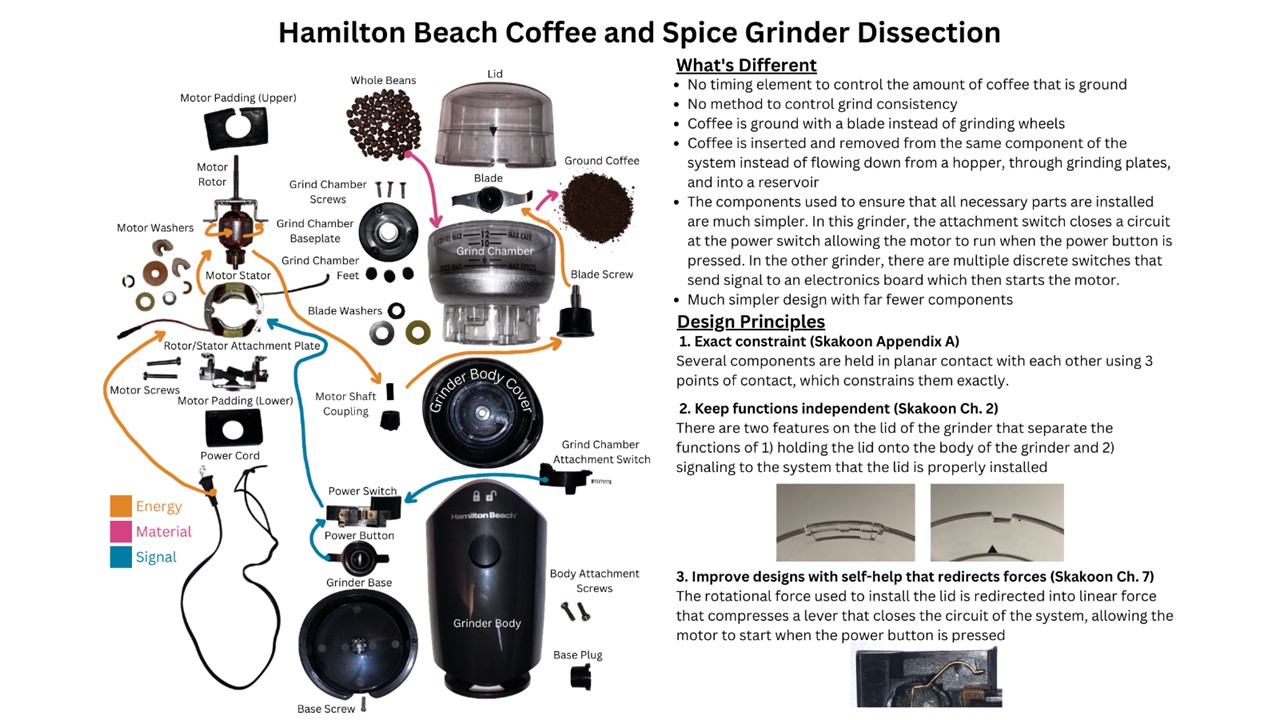 Hamilton Beach Coffee and Spice Grinder Dissection
Motor Padding (Upper)
Whole Beans
Lid
Motor
Rotor
Grind Chamber
Screws
Blade
Ground Coffee
Motor Washers
Grind Chamber
Baseplate
12
10
COFFEE MAX
MAX CAFÉ
Grind Chamber
MAX SPICES
Grind Chamber
Feet
Motor Stator
Blade Screw
Blade Washers
Rotor/Stator Attachment Plate
Motor Screws
Motor Padding (Lower)
Motor Shaft
Coupling
Grinder Body Cover
Power Cord
Grind Chamber
Attachment Switch
Power Switch
Energy
Material
Signal
Hamilton Beach
Power Button
Grinder Base
Body Attachment
Screws
Grinder Body
Base Plug
Base Screw
What's Different
• No timing element to control the amount of coffee that is ground
• No method to control grind consistency
• Coffee is ground with a blade instead of grinding wheels
• Coffee is inserted and removed from the same component of the
system instead of flowing down from a hopper, through grinding plates,
and into a reservoir
• The components used to ensure that all necessary parts are installed
are much simpler. In this grinder, the attachment switch closes a circuit
at the power switch allowing the motor to run when the power button is
pressed. In the other grinder, there are multiple discrete switches that
send signal to an electronics board which then starts the motor.
• Much simpler design with far fewer components
Design Principles
1. Exact constraint (Skakoon Appendix A)
Several components are held in planar contact with each other using 3
points of contact, which constrains them exactly.
2. Keep functions independent (Skakoon Ch. 2)
There are two features on the lid of the grinder that separate the
functions of 1) holding the lid onto the body of the grinder and 2)
signaling to the system that the lid is properly installed
3. Improve designs with self-help that redirects forces (Skakoon Ch. 7)
The rotational force used to install the lid is redirected into linear force
that compresses a lever that closes the circuit of the system, allowing the
motor to start when the power button is pressed